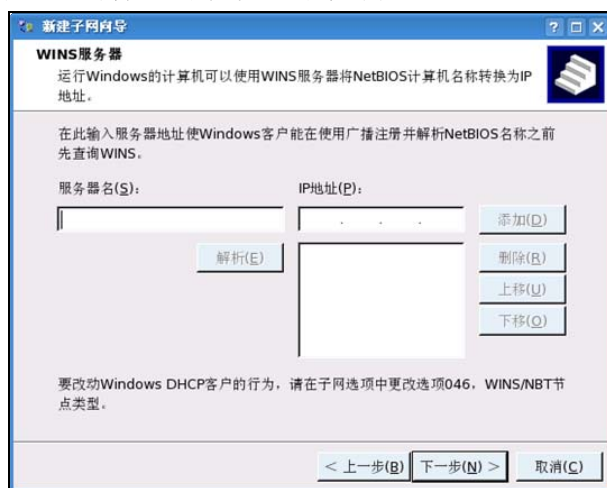 新建子网向导
WINS服务器
运行Windows的计算机可以使用WINS服务器将NetBIOS计算机名称转换为IP
地址。
在此输入服务器地址使Windows客户能在使用广播注册并解析NetBIOS名称之前
先查询WINS。
服务器名(S):
IP地址(P):
添加(D)
解析(E)
删除(R)
上移(U)
下移(O)
要改动Windows DHCP客户的行为，请在子网选项中更改选项046，WINS/NBT节
点类型。
< 上一步(B)
下一步(N) >
取消(C)